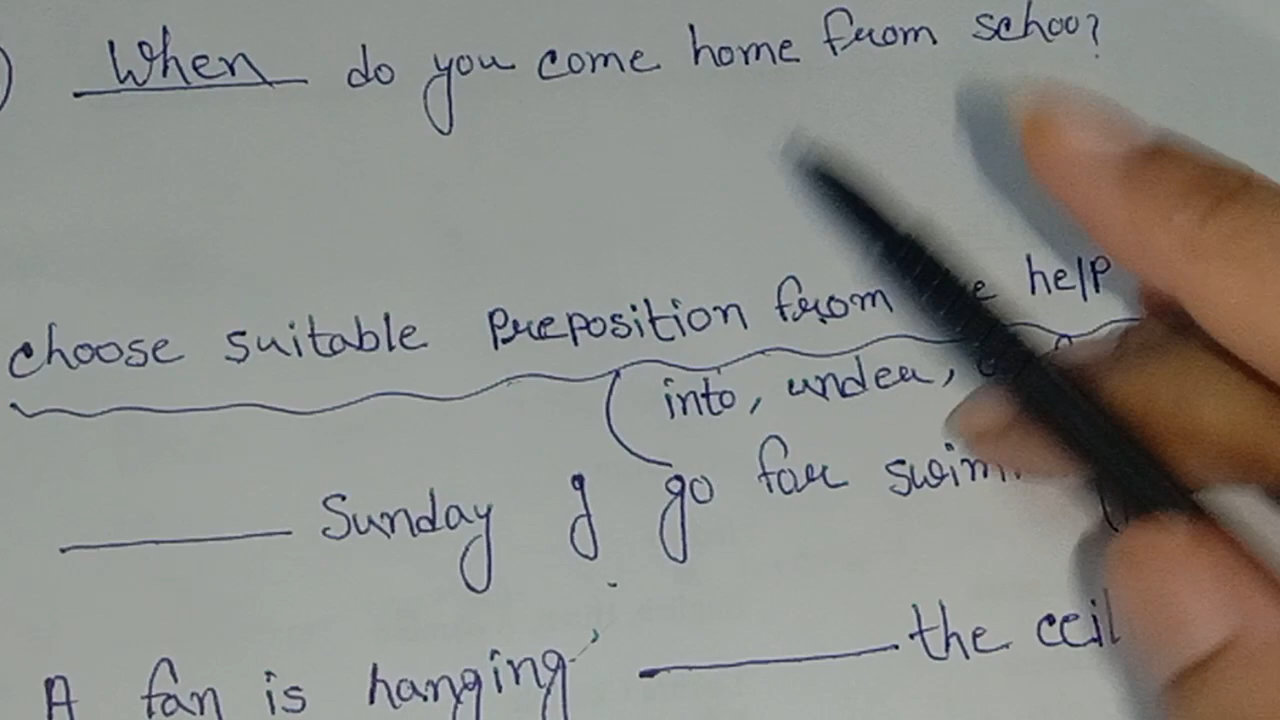 ) When do you come home from schoo?
choose suitable Preposition from help
(into, under,
Sunday I go for swim
A fan is hanging the ceil